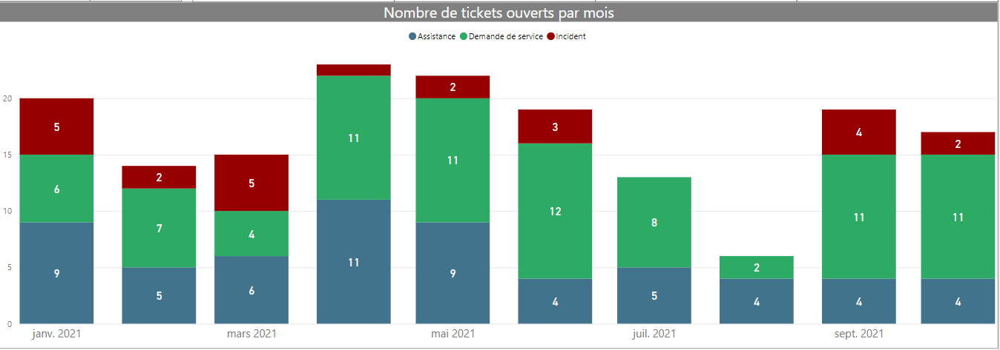 Nombre de tickets ouverts par mois
Assistance Demande de service Incident
20
15
10
5
0
5 6 9
2 7 5
5 4 6
11 11
2 11 9
3 12 4
8 5
2 4
4 11 4
2 11 4
janv. 2021 mars 2021 mai 2021 juil. 2021 sept. 2021